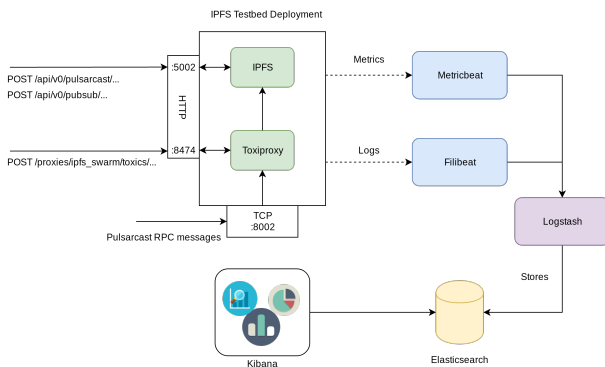 IPFS Testbed Deployment
POST /api/v0/pulsarcast/...
POST /api/v0/pubsub/...
:5002
IPFS
HTTP
Metrics
Metricbeat
:8474
Toxiproxy
Logs
Filibeat
POST /proxies/ipfs_swarm/toxics/...
TCP
:8002
Pulsarcast RPC messages
Logstash
Stores
Kibana
Elasticsearch